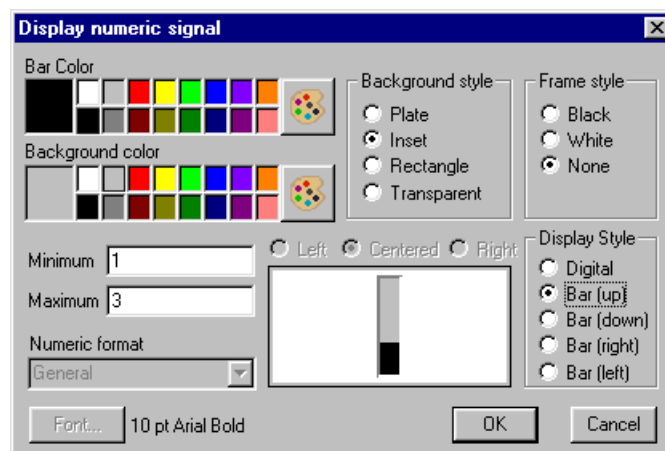 Display numeric signal
Bar Color
Background color
Background style
Plate
Inset
Rectangle
Transparent
Frame style
Black
White
None
Minimum 1
Maximum 3
Numeric format
General
Left Centered Right
Display Style
Digital
Bar (up)
Bar (down)
Bar (right)
Bar (left)
Font... 10 pt Arial Bold
OK Cancel